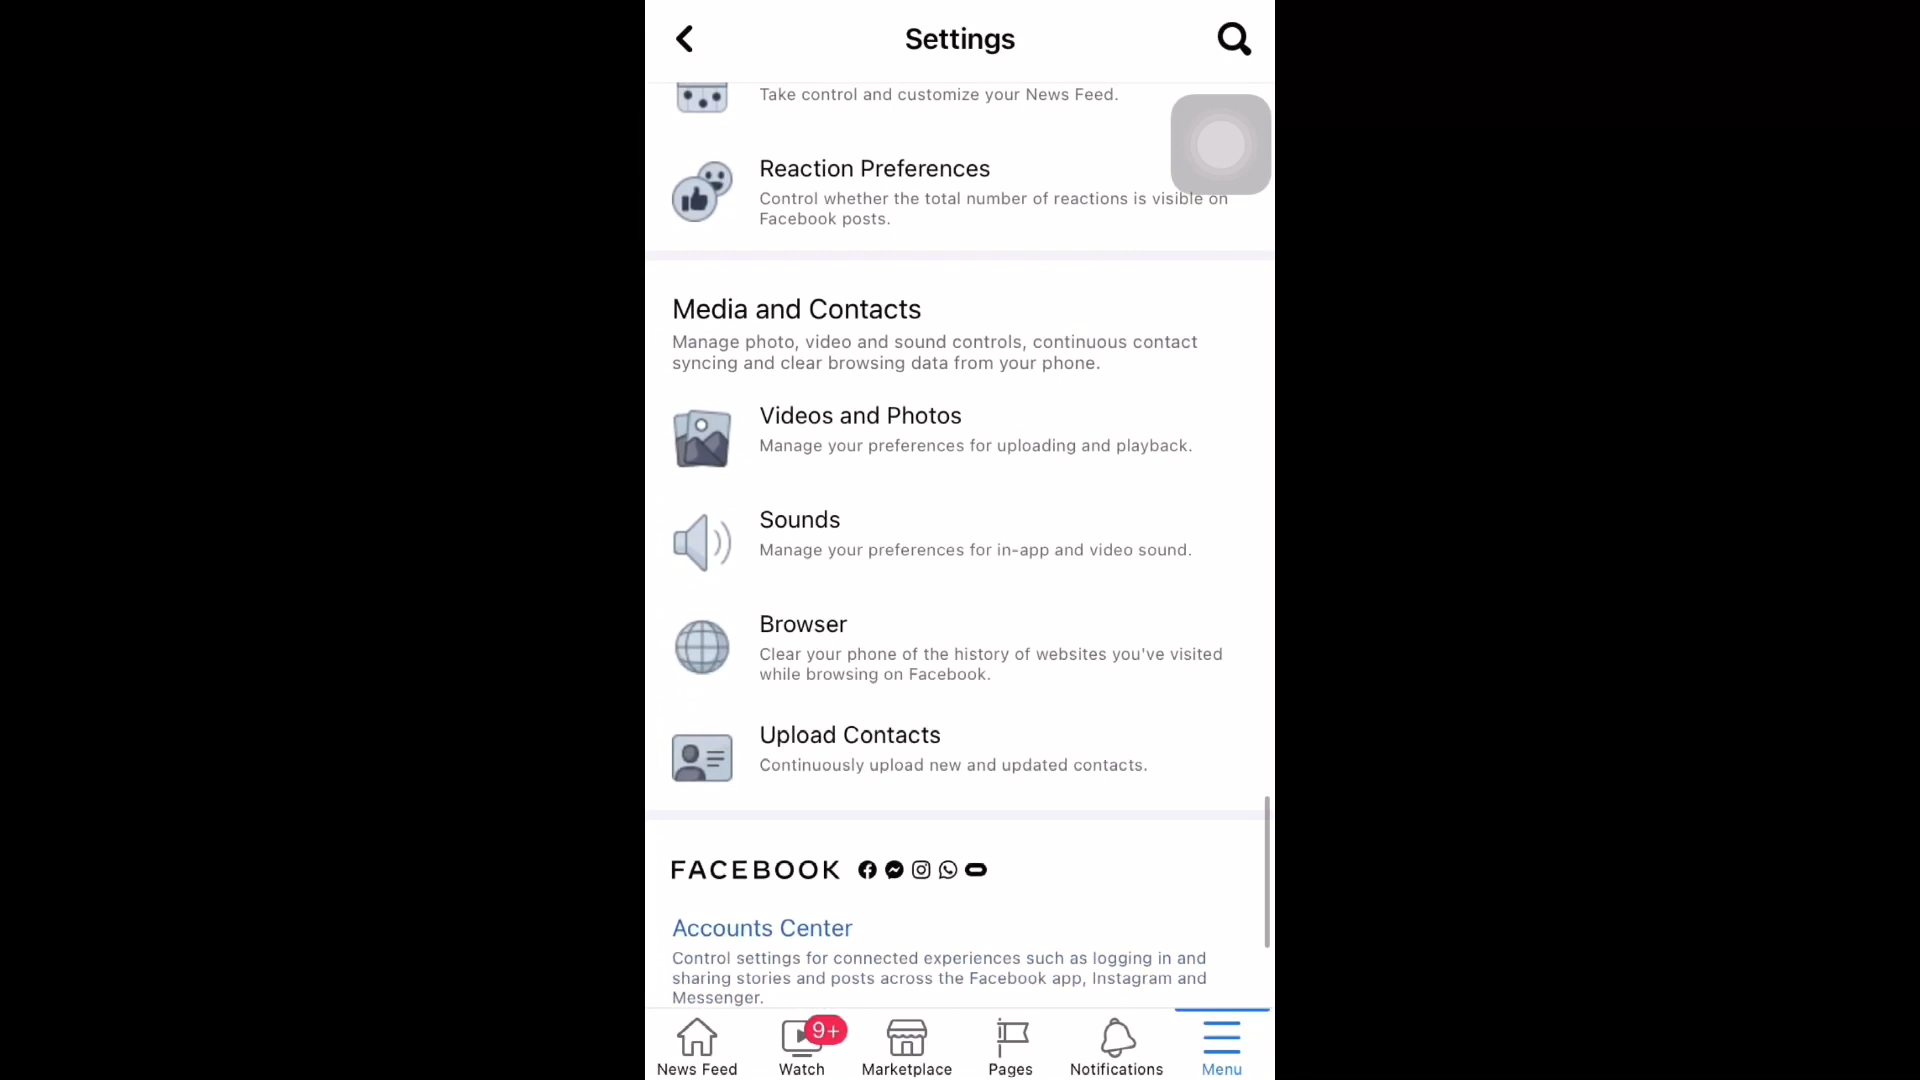 Settings
Take control and customize your News Feed.
Reaction Preferences
Control whether the total number of reactions is visible on
Facebook posts.
Media and Contacts
Manage photo, video and sound controls, continuous contact
syncing and clear browsing data from your phone.
Videos and Photos
Manage your preferences for uploading and playback.
Sounds
Manage your preferences for in-app and video sound.
Browser
Clear your phone of the history of websites you've visited
while browsing on Facebook.
Upload Contacts
Continuously upload new and updated contacts.
FACEBOOK
Accounts Center
Control settings for connected experiences such as logging in and
sharing stories and posts across the Facebook app, Instagram and
Messenger.
9+
News Feed Watch Marketplace Pages Notifications Menu